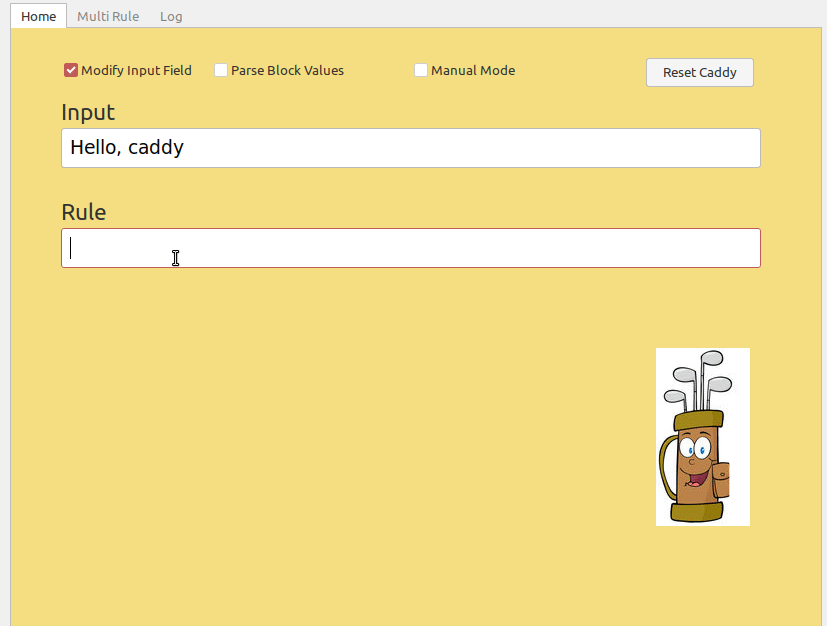 Home Multi Rule Log
Modify Input Field Parse Block Values Manual Mode Reset Caddy
Input
Hello, caddy
Rule